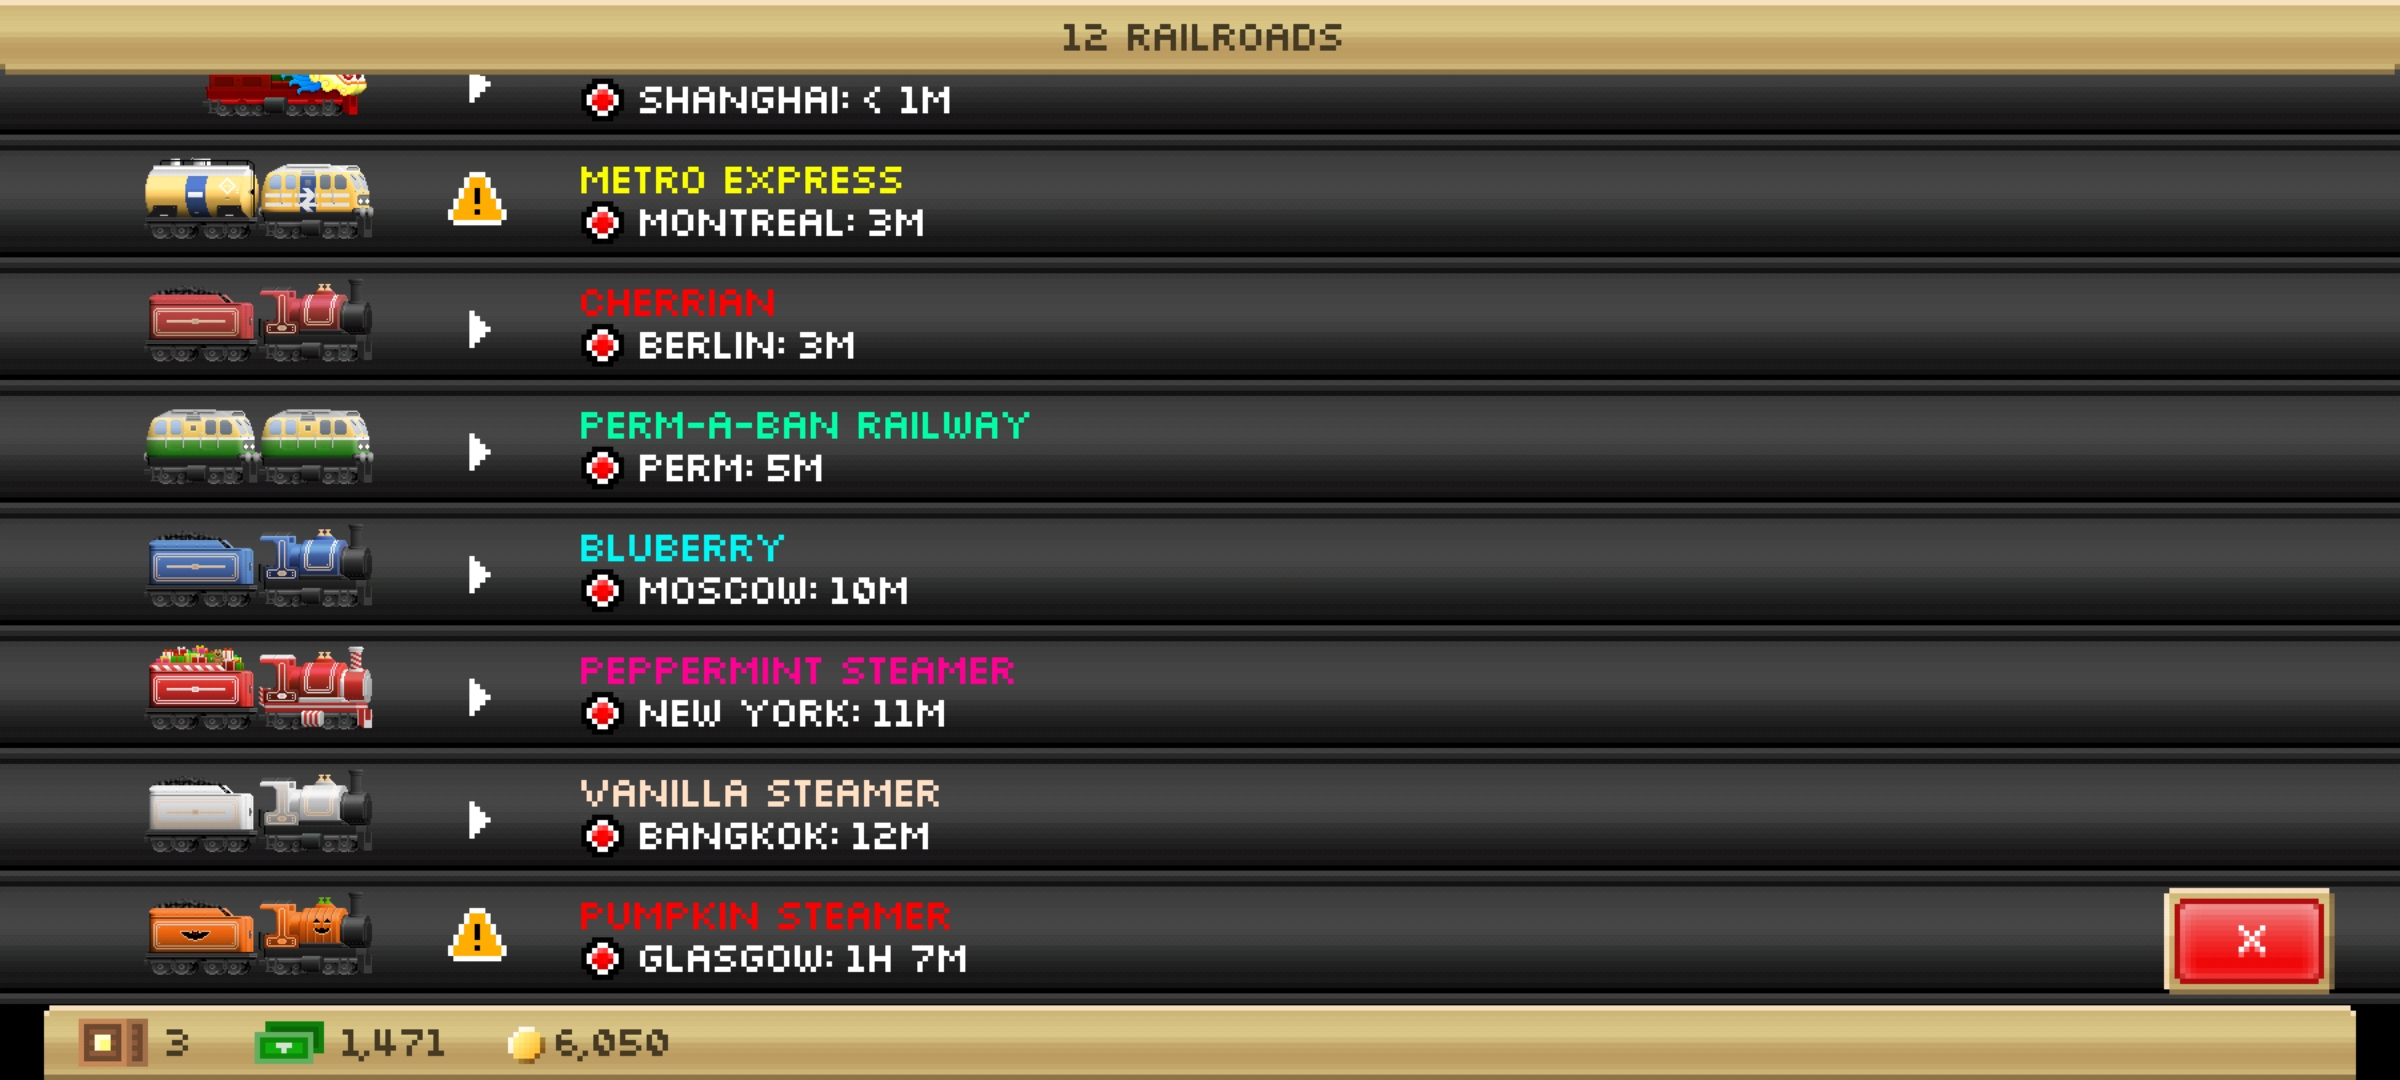 12 RAILROADS
SHANGHAI: < 1M
METRO EXPRESS
MONTREAL: 3M
CHERRIAN
BERLIN: 3M
PERM-A-BAN RAILWAY
PERM: 5M
BLUBERRY
MOSCOW: 10M
PEPPERMINT STEAMER
NEW YORK: 11M
VANILLA STEAMER
BANGKOK: 12M
PUMPKIN STEAMER
GLASGOW: 1H 7M
X
3 1,471 6,050